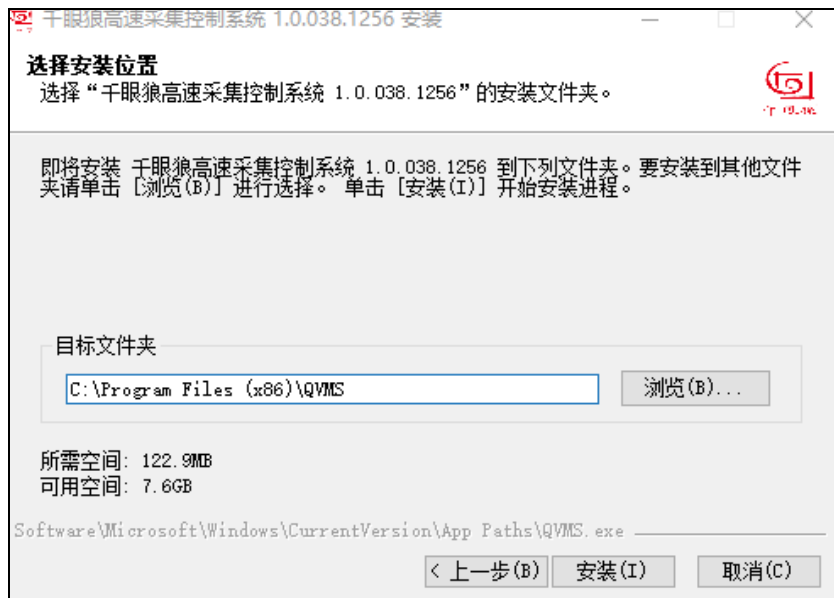 千眼狼高速采集控制系统 1.0.038.1256 安装
选择安装位置
选择“千眼狼高速采集控制系统 1.0.038.1256”的安装文件夹。
即将安装 千眼狼高速采集控制系统 1.0.038.1256 到下列文件夹。要安装到其他文件
夹请单击 [浏览(B)] 进行选择。 单击 [安装(I)] 开始安装进程。
目标文件夹
C:\Program Files (x86)\QVMS
浏览(B)...
所需空间: 122.9MB
可用空间: 7.6GB
Software\Microsoft\Windows\CurrentVersion\App Paths\QVMS.exe
< 上一步(B)
安装(I)
取消(C)